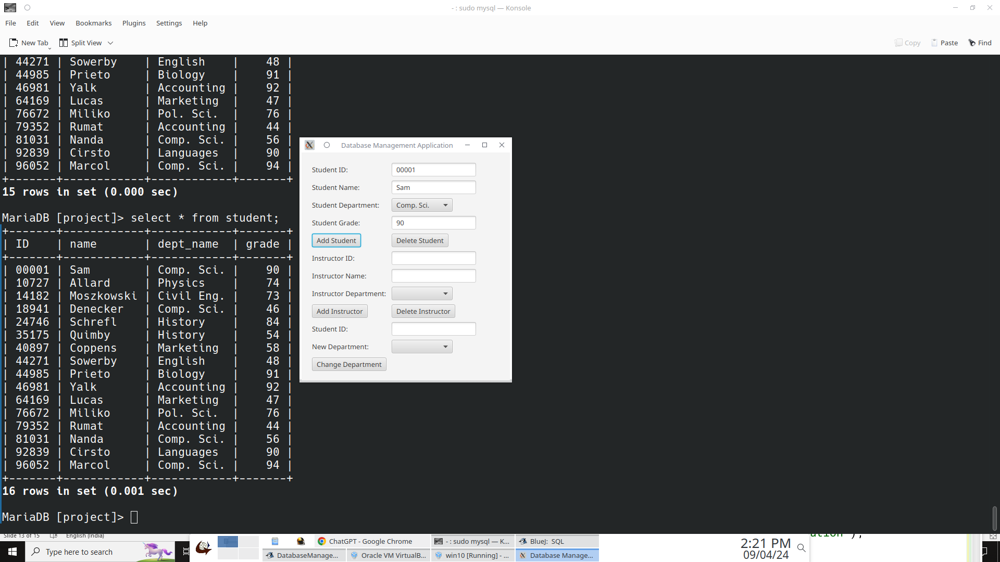 - : sudo mysql — Konsole
File Edit View Bookmarks Plugins Settings Help
New Tab Split View Copy Paste Find
| 44271 | Sowerby | English | 48 |
| 44985 | Prieto | Biology | 91 |
| 46981 | Yalk | Accounting | 92 |
| 64169 | Lucas | Marketing | 47 |
| 76672 | Miliko | Pol. Sci. | 76 |
| 79352 | Rumat | Accounting | 44 |
| 81031 | Nanda | Comp. Sci. | 56 |
| 92839 | Cirsto | Languages | 90 |
| 96052 | Marcol | Comp. Sci. | 94 |
+-------+------------+------------+-------+
15 rows in set (0.000 sec)
MariaDB [project]> select * from student;
+-------+------------+------------+-------+
| ID | name | dept_name | grade |
+-------+------------+------------+-------+
| 00001 | Sam | Comp. Sci. | 90 |
| 10727 | Allard | Physics | 74 |
| 14182 | Moszkowski | Civil Eng. | 73 |
| 18941 | Denecker | Comp. Sci. | 46 |
| 24746 | Schrefl | History | 84 |
| 35175 | Quimby | History | 54 |
| 40897 | Coppens | Marketing | 58 |
| 44271 | Sowerby | English | 48 |
| 44985 | Prieto | Biology | 91 |
| 46981 | Yalk | Accounting | 92 |
| 64169 | Lucas | Marketing | 47 |
| 76672 | Miliko | Pol. Sci. | 76 |
| 79352 | Rumat | Accounting | 44 |
| 81031 | Nanda | Comp. Sci. | 56 |
| 92839 | Cirsto | Languages | 90 |
| 96052 | Marcol | Comp. Sci. | 94 |
+-------+------------+------------+-------+
16 rows in set (0.001 sec)
MariaDB [project]>
Database Management Application
Student ID: 00001
Student Name: Sam
Student Department: Comp. Sci.
Student Grade: 90
Add Student Delete Student
Instructor ID:
Instructor Name:
Instructor Department:
Add Instructor Delete Instructor
Student ID:
New Department:
Change Department
Slide 13 of 15 English (India)
Type here to search
ChatGPT - Google Chrome - : sudo mysql — K... BlueJ: SQL
DatabaseManage... Oracle VM VirtualB... win10 [Running] - ... Database Manage...
2:21 PM
09/04/24